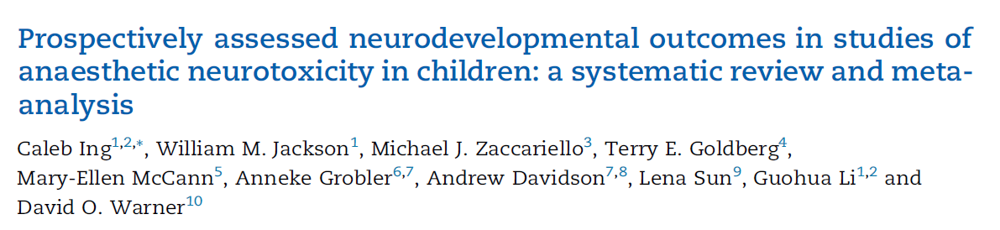 Prospectively assessed neurodevelopmental outcomes in studies of
anaesthetic neurotoxicity in children: a systematic review and meta-
analysis
Caleb Ing1,2,*, William M. Jackson1, Michael J. Zaccariello3, Terry E. Goldberg4,
Mary-Ellen McCann5, Anneke Grobler6,7, Andrew Davidson7,8, Lena Sun9, Guohua Li1,2 and
David O. Warner10